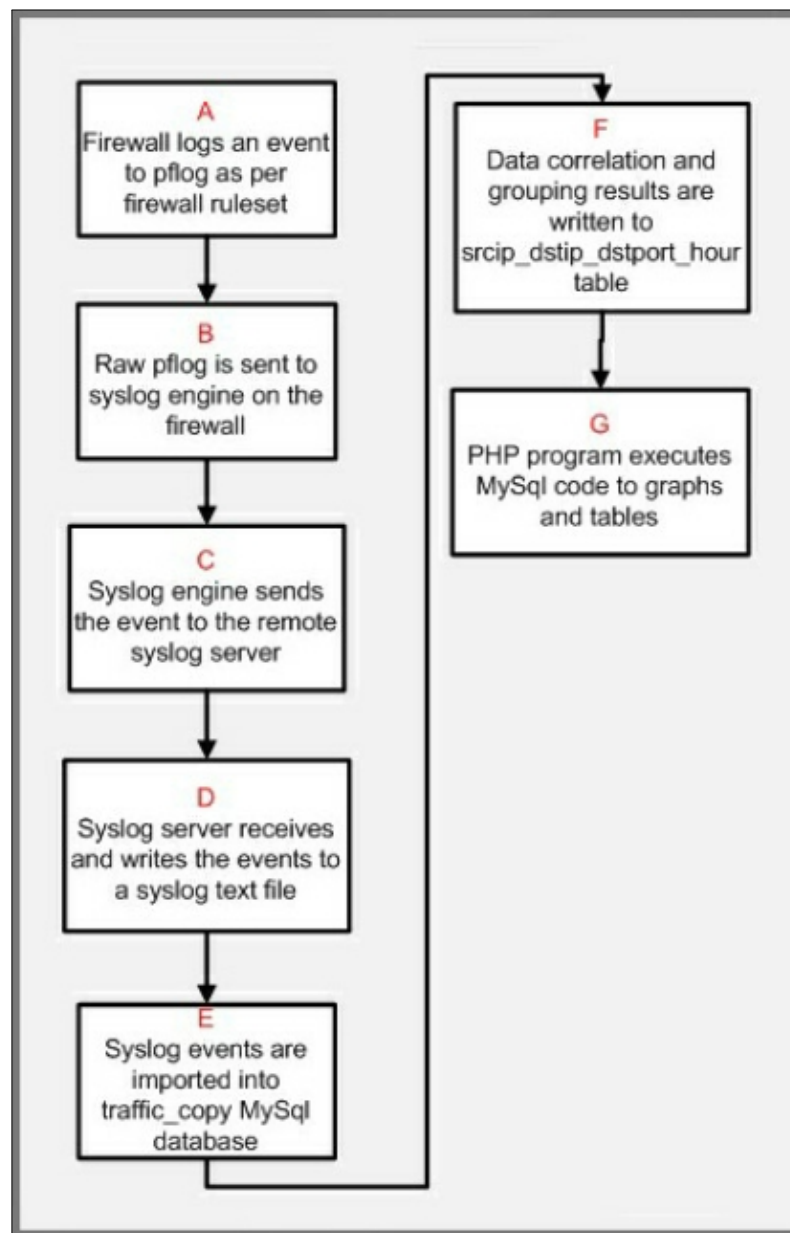 A
Firewall logs an event
to pflog as per
firewall ruleset
B
Raw pflog is sent to
syslog engine on the
firewall
C
Syslog engine sends
the event to the remote
syslog server
D
Syslog server receives
and writes the events to
a syslog text file
E
Syslog events are
imported into
traffic_copy MySql
database
F
Data correlation and
grouping results are
written to
srcip_dstip_dstport_hour
table
G
PHP program executes
MySql code to graphs
and tables